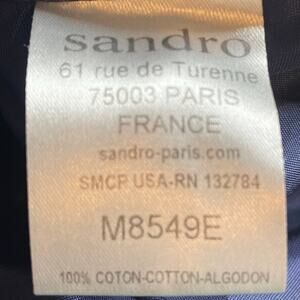 sandro
61 rue de Turenne
75003 PARIS
FRANCE
sandro-paris.com
SMCP USA-RN 132784
M8549E
100% COTON-COTTON-ALGODON